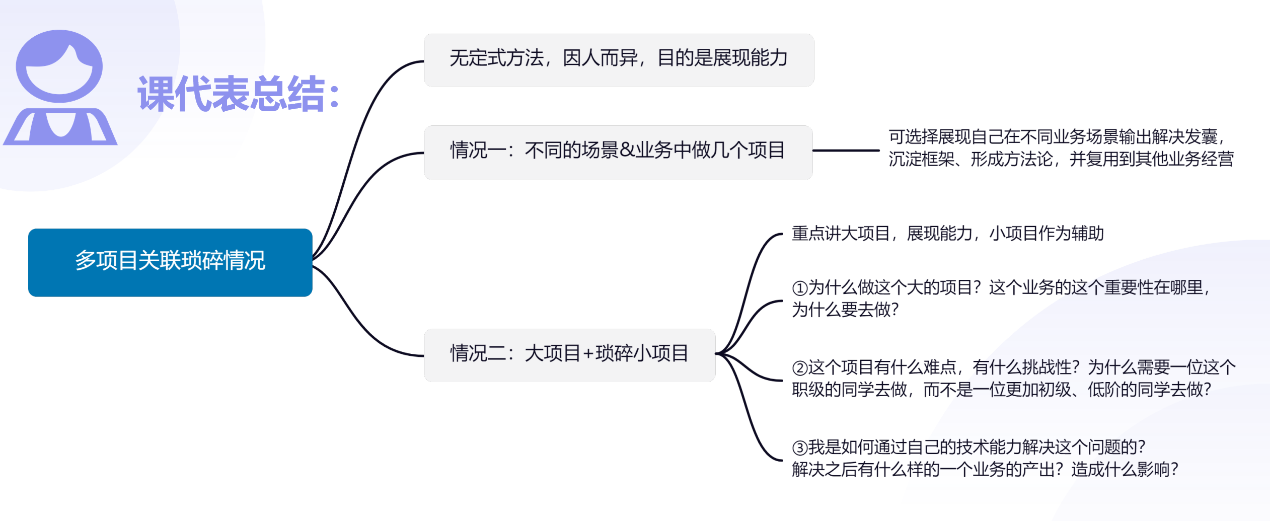 课代表总结：
无定式方法，因人而异，目的是展现能力
情况一：不同的场景&业务中做几个项目
可选择展现自己在不同业务场景输出解决发囊，
沉淀框架、形成方法论，并复用到其他业务经营
多项目关联琐碎情况
情况二：大项目+琐碎小项目
重点讲大项目，展现能力，小项目作为辅助
①为什么做这个大的项目？这个业务的这个重要性在哪里，
为什么要去做？
②这个项目有什么难点，有什么挑战性？为什么需要一位这个
职级的同学去做，而不是一位更加初级、低阶的同学去做？
③我是如何通过自己的技术能力解决这个问题的？
解决之后有什么样的一个业务的产出？造成什么影响？